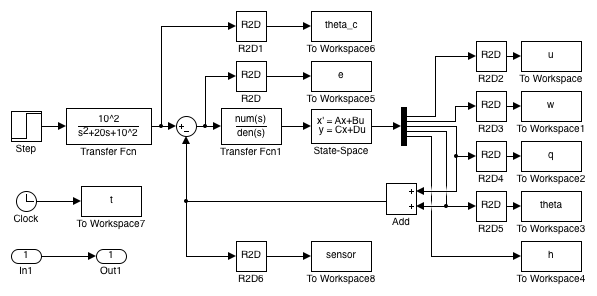 R2D
theta_c
R2D1
To Workspace6
R2D
e
R2D
To Workspace5
R2D
u
R2D2
To Workspace
R2D
w
R2D3
To Workspace1
Step
10^2
s2+20s+10^2
Transfer Fcn
+
-
num(s)
den(s)
Transfer Fcn1
x' = Ax+Bu
y = Cx+Du
State-Space
R2D
q
R2D4
To Workspace2
Clock
t
To Workspace7
+
+
Add
R2D
theta
R2D5
To Workspace3
1
In1
1
Out1
R2D
sensor
R2D6
To Workspace8
h
To Workspace4